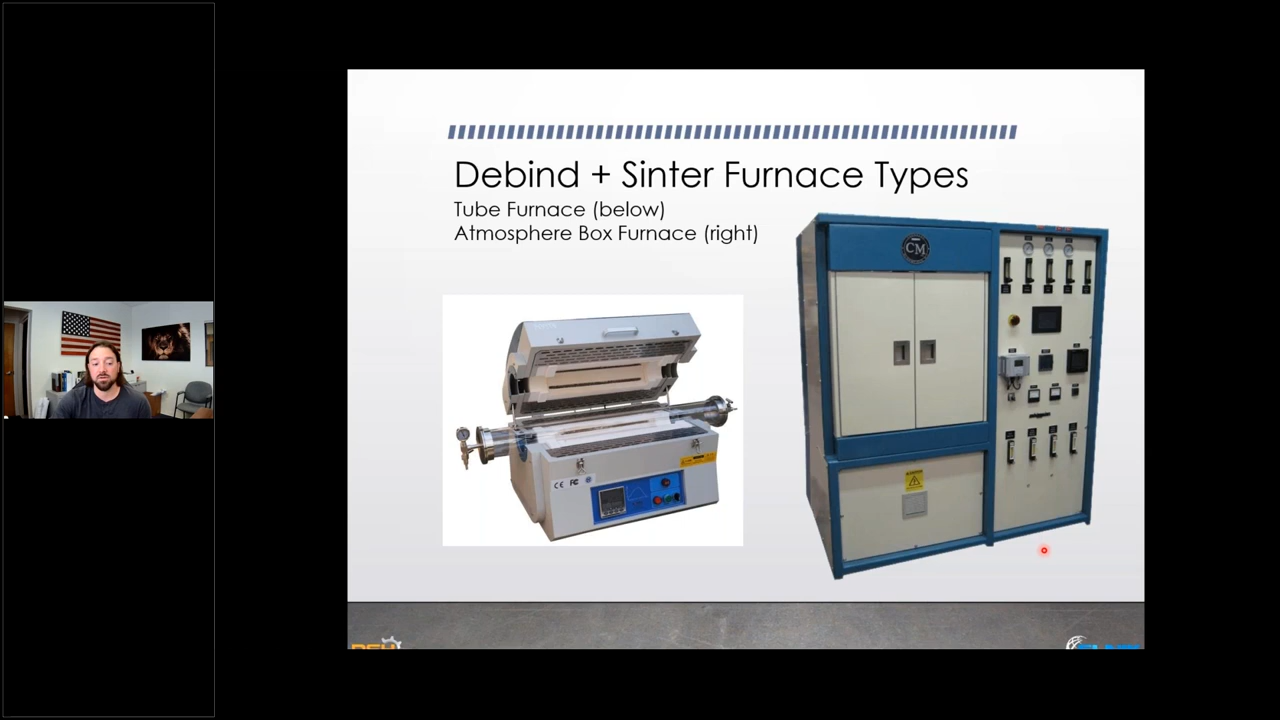 Debind + Sinter Furnace Types
Tube Furnace (below)
Atmosphere Box Furnace (right)
CM
CE FC